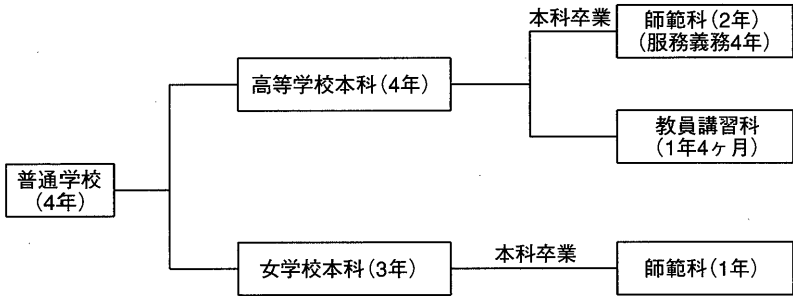 普通学校
(4年)
高等学校本科(4年)
本科卒業
師範科(2年)
(服務義務4年)
教員講習科
(1年4ヶ月)
女学校本科(3年)
本科卒業
師範科(1年)